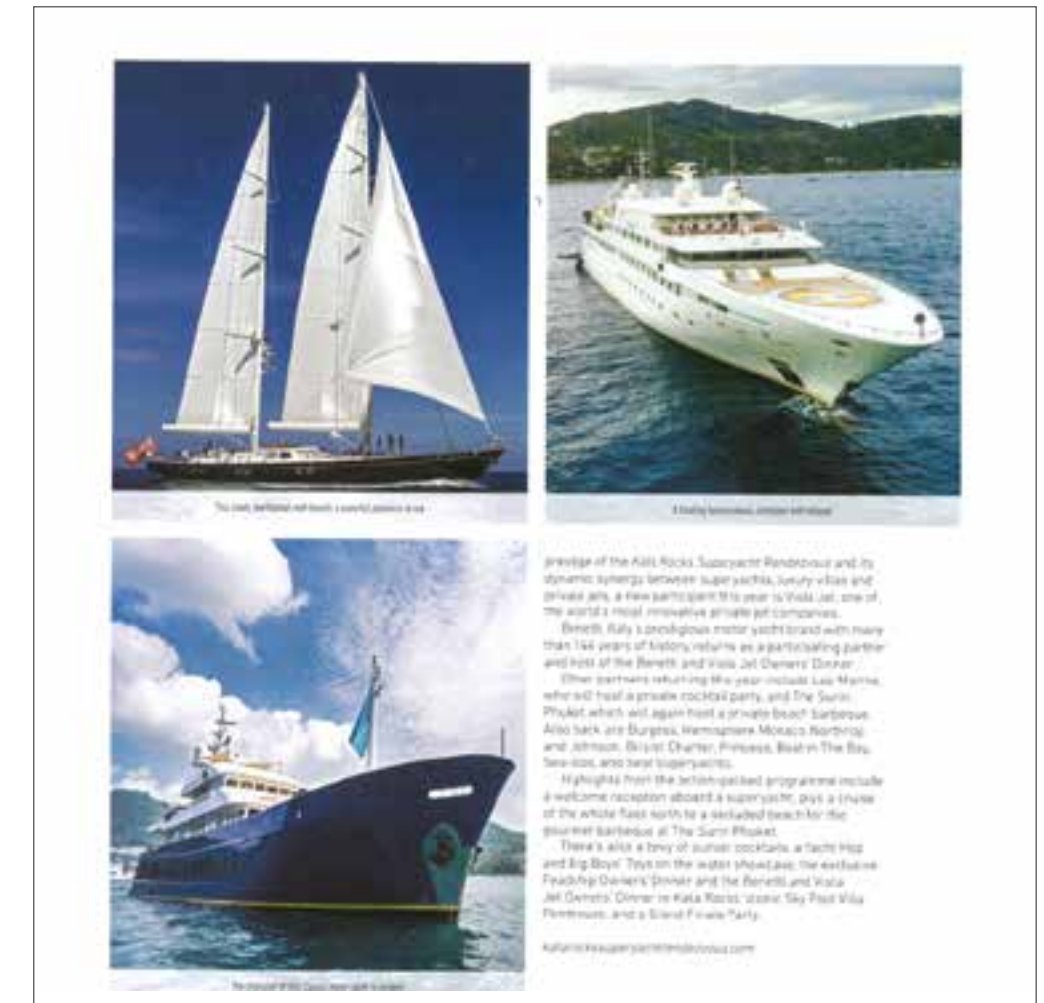 prestige of the Kata Rocks Superyacht Rendezvous and its
dynamic synergy between superyachts, luxury villas and
private jets, a new participant this year is Vista Jet, one of
the world's most innovative private jet companies.
Benetti, Italy's prestigious motor yacht brand with more
than 144 years of history, returns as a participating partner
and host of the Benetti and Vista Jet Owners' Dinner.
Other partners returning this year include Lee Marine,
who will host a private cocktail party, and The Surin
Phuket which will again host a private beach barbeque.
Also back are Burgess, Hemisphere Monaco, Northrop
and Johnson, Charter, Princess, Boat in The Bay,
and Superyachts.
Highlights from the action-packed programme include
a welcome reception aboard a superyacht, plus a cruise
of the whole fleet north to a secluded beach for the
gourmet barbeque at The Surin Phuket.
There's also a bevy of sunset cocktails, a Yacht Hop
and Big Boys' Toys on the water showcase, the exclusive
Feadship Owners' Dinner and the Benetti and Vista
Jet Owners' Dinner in Kata Rocks' iconic Sky Pool Villa
Penthouse, and a Grand Finale Party.
katarockssuperyachtrendezvous.com